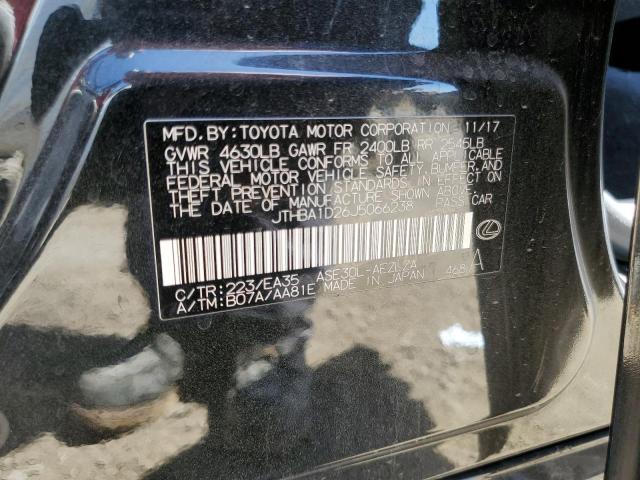 MFD. BY: TOYOTA MOTOR CORPORATION 11/17
GVWR 4630LB GAWR FR 2400LB RR 2545LB
THIS VEHICLE CONFORMS TO ALL APPLICABLE
FEDERAL MOTOR VEHICLE SAFETY, BUMPER, AND
THEFT PREVENTION STANDARDS IN EFFECT ON
THE DATE OF MANUFACTURE SHOWN ABOVE.
JTHBA1D26J5066238 PASS.CAR
C/TR: 223/EA35 ASE30L-AE2LZA
A/TM: B07A/AA81E MADE IN JAPAN 468 A